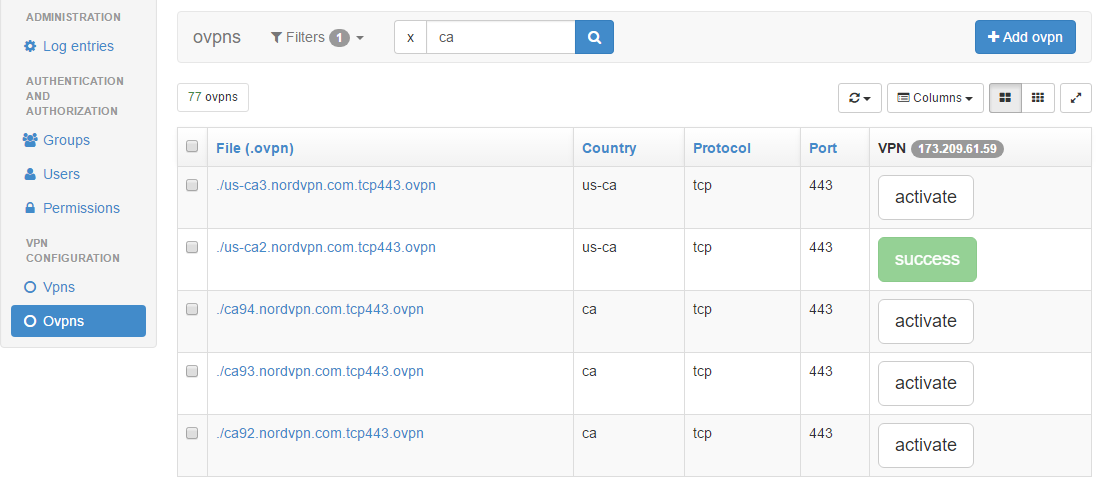 ADMINISTRATION
Log entries
AUTHENTICATION
AND
AUTHORIZATION
Groups
Users
Permissions
VPN
CONFIGURATION
Vpns
Ovpns
ovpns Filters 1 x ca Add ovpn
77 ovpns Columns
File (.ovpn) Country Protocol Port VPN 173.209.61.59
./us-ca3.nordvpn.com.tcp443.ovpn us-ca tcp 443 activate
./us-ca2.nordvpn.com.tcp443.ovpn us-ca tcp 443 success
./ca94.nordvpn.com.tcp443.ovpn ca tcp 443 activate
./ca93.nordvpn.com.tcp443.ovpn ca tcp 443 activate
./ca92.nordvpn.com.tcp443.ovpn ca tcp 443 activate